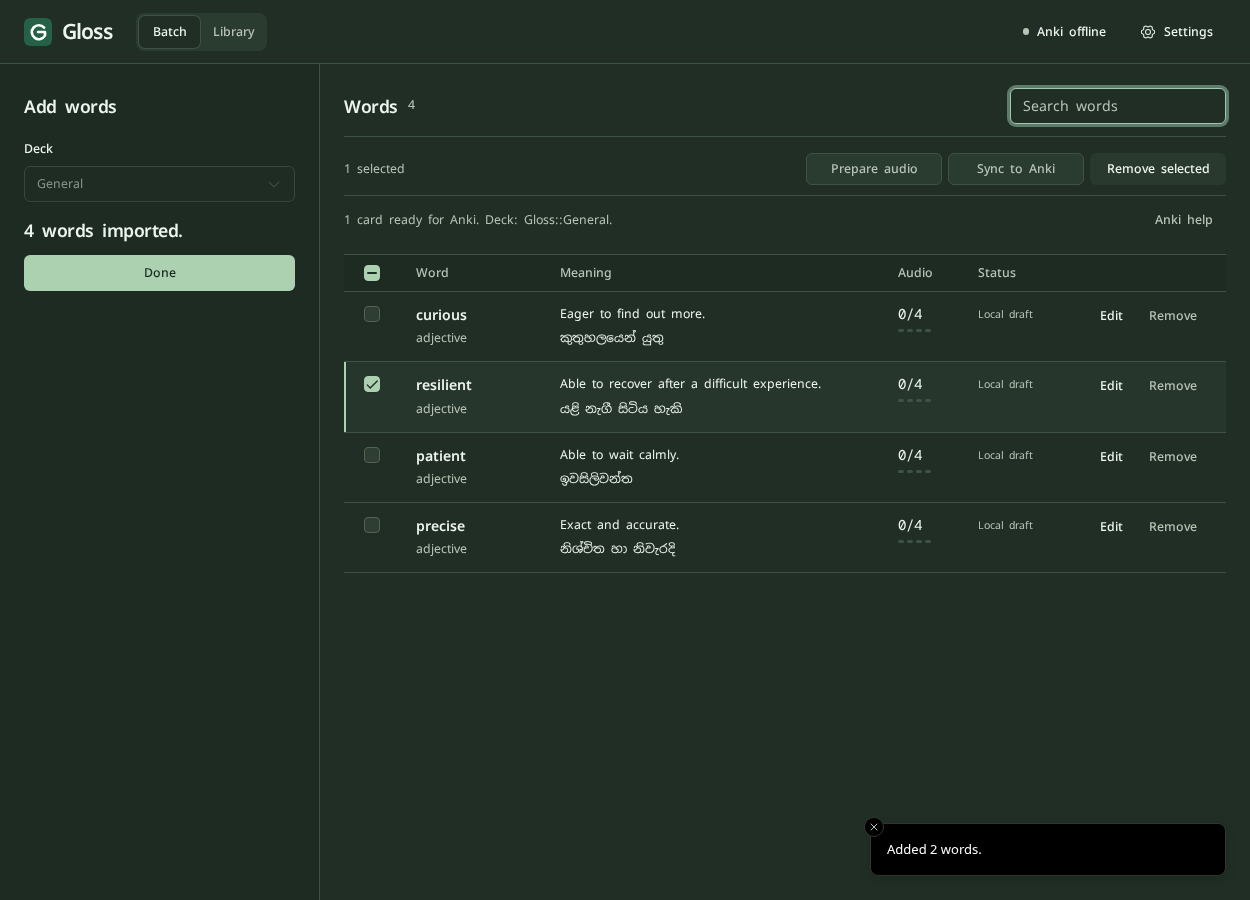 Gloss
Batch
Library
Anki offline
Settings
Add words
Deck
General
4 words imported.
Done
Words 4
Search words
1 selected
Prepare audio
Sync to Anki
Remove selected
1 card ready for Anki. Deck: Gloss::General.
Anki help
Word Meaning Audio Status
curious Eager to find out more. 0/4 Local draft Edit Remove
adjective කුතුහලයෙන් යුතු
resilient Able to recover after a difficult experience. 0/4 Local draft Edit Remove
adjective යළි නැගී සිටිය හැකි
patient Able to wait calmly. 0/4 Local draft Edit Remove
adjective ඉවසිලිවන්ත
precise Exact and accurate. 0/4 Local draft Edit Remove
adjective නිශ්චිත හා නිවැරදි
Added 2 words.